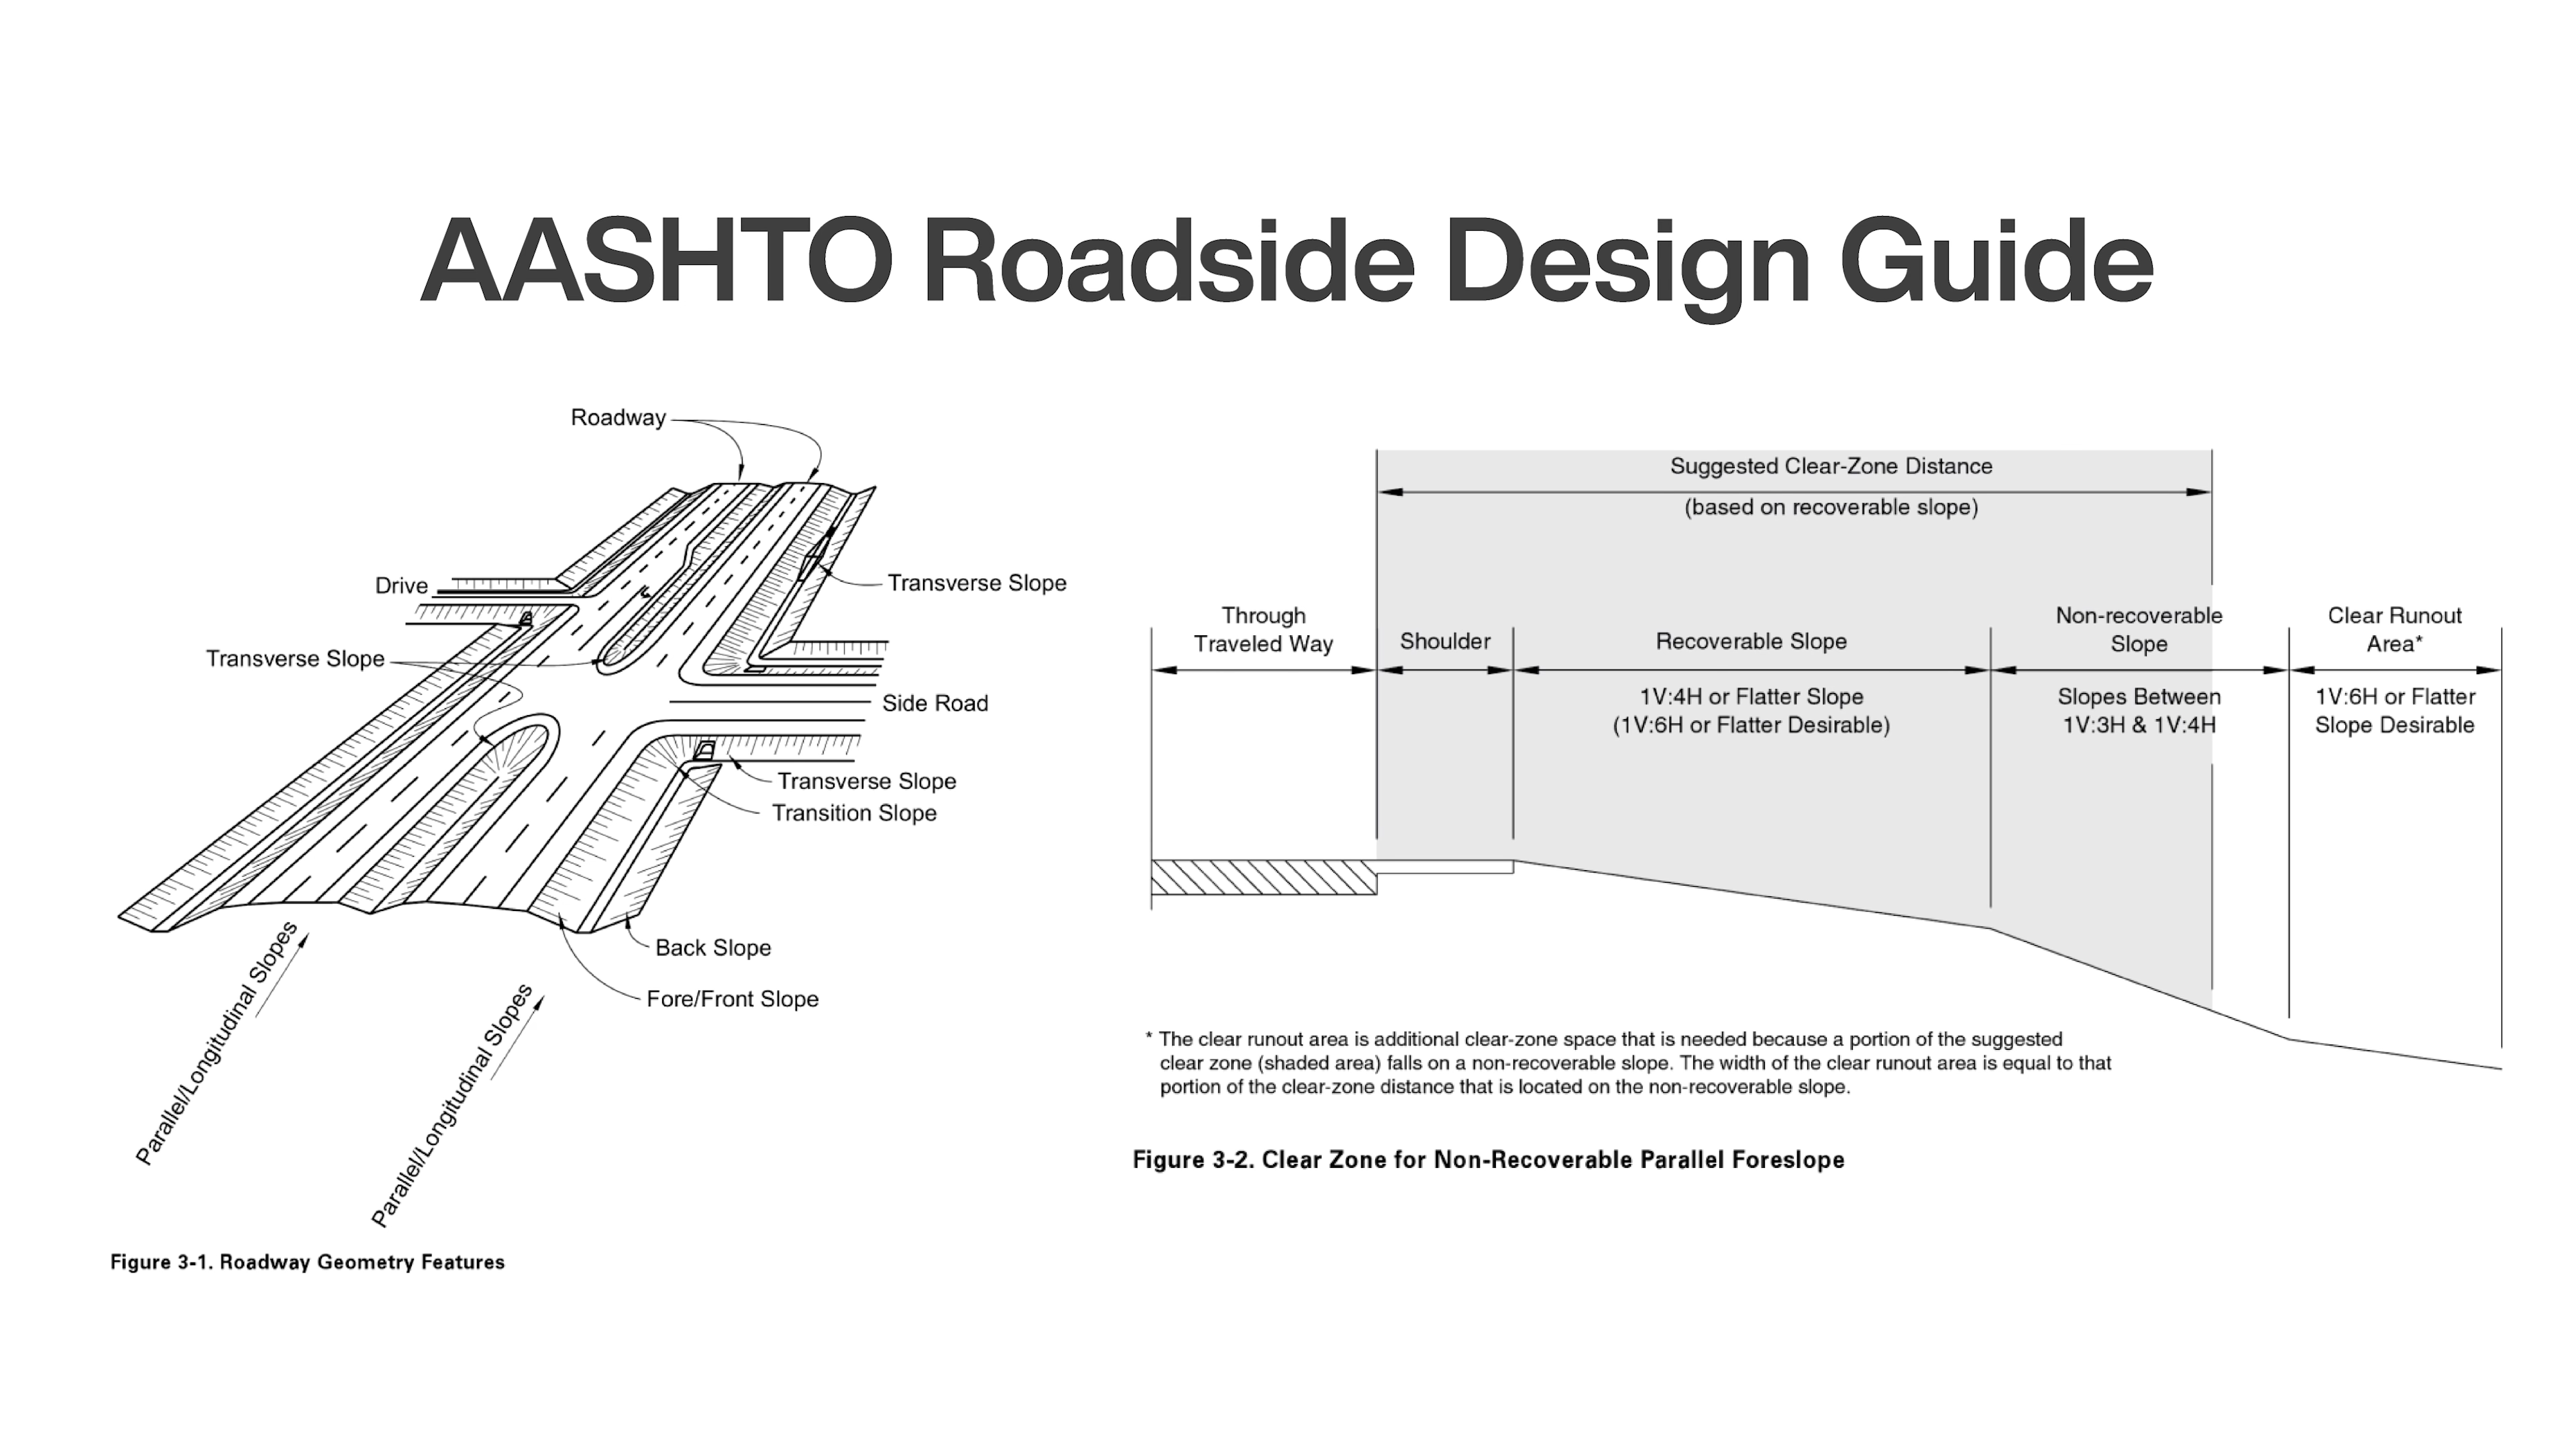 AASHTO Roadside Design Guide
Roadway
Drive
Transverse Slope
Transverse Slope
Side Road
Transverse Slope
Transition Slope
Back Slope
Fore/Front Slope
Parallel/Longitudinal Slopes
Parallel/Longitudinal Slopes
Figure 3-1. Roadway Geometry Features
Suggested Clear-Zone Distance
(based on recoverable slope)
Through
Traveled Way
Shoulder
Recoverable Slope
1V:4H or Flatter Slope
(1V:6H or Flatter Desirable)
Non-recoverable
Slope
Slopes Between
1V:3H & 1V:4H
Clear Runout
Area*
1V:6H or Flatter
Slope Desirable
* The clear runout area is additional clear-zone space that is needed because a portion of the suggested
clear zone (shaded area) falls on a non-recoverable slope. The width of the clear runout area is equal to that
portion of the clear-zone distance that is located on the non-recoverable slope.
Figure 3-2. Clear Zone for Non-Recoverable Parallel Foreslope